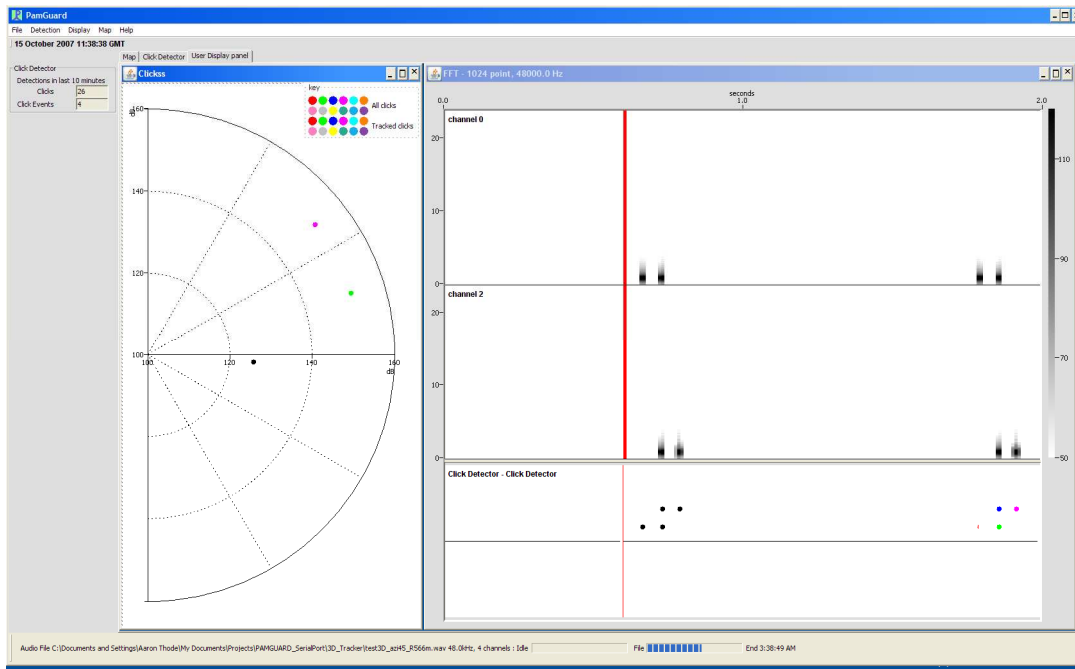 PamGuard
File Detection Display Map Help
15 October 2007 11:38:38 GMT
Map Click Detector User Display panel
Click Detector
Detections in last 10 minutes
Clicks 26
Click Events 4
Clickss
key
All clicks
Tracked clicks
160
dB
140
120
100
100 120 140 160
dB
FFT - 1024 point, 48000.0 Hz
seconds
0.0 1.0 2.0
channel 0
20
10
0
channel 2
20
10
0
110
90
70
50
Click Detector - Click Detector
Audio File C:\Documents and Settings\Aaron Thode\My Documents\Projects\PAMGUARD_SerialPort\3D_Tracker\test3D_azi45_R566m.wav 48.0kHz, 4 channels : Idle File End 3:38:49 AM